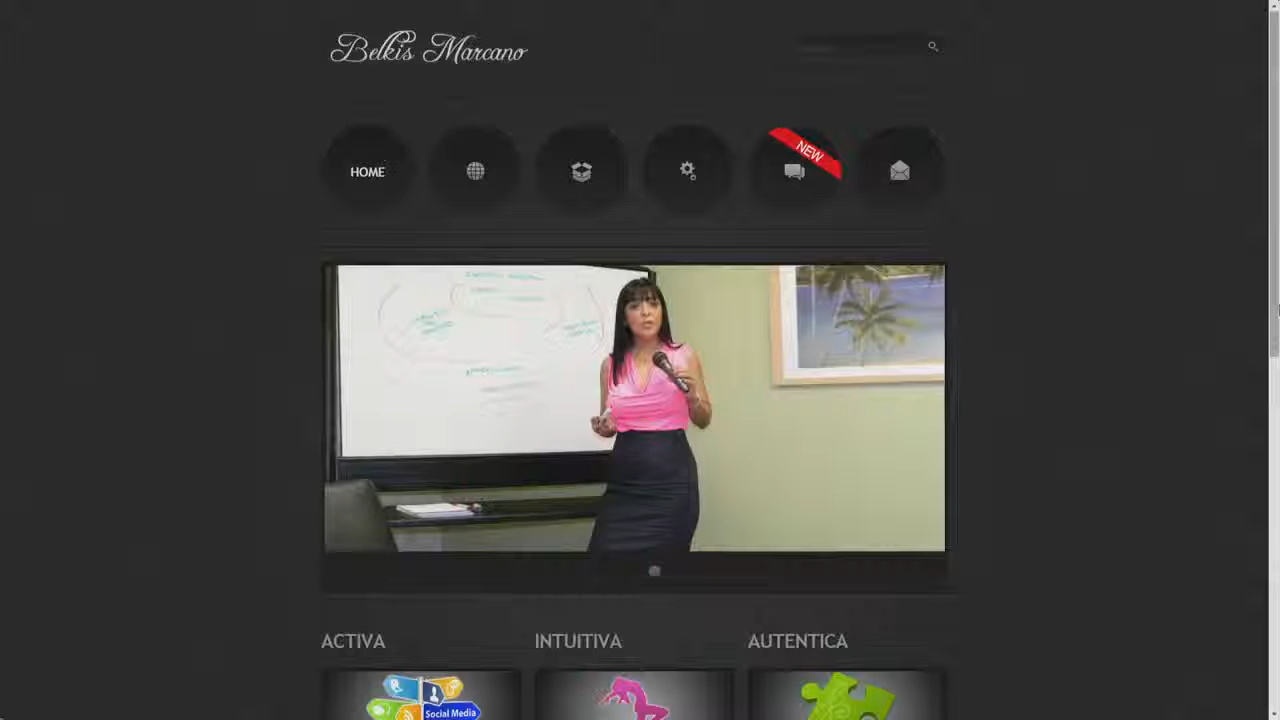 Belkis Marcano
HOME
NEW
ACTIVA
INTUITIVA
AUTENTICA
Social Media